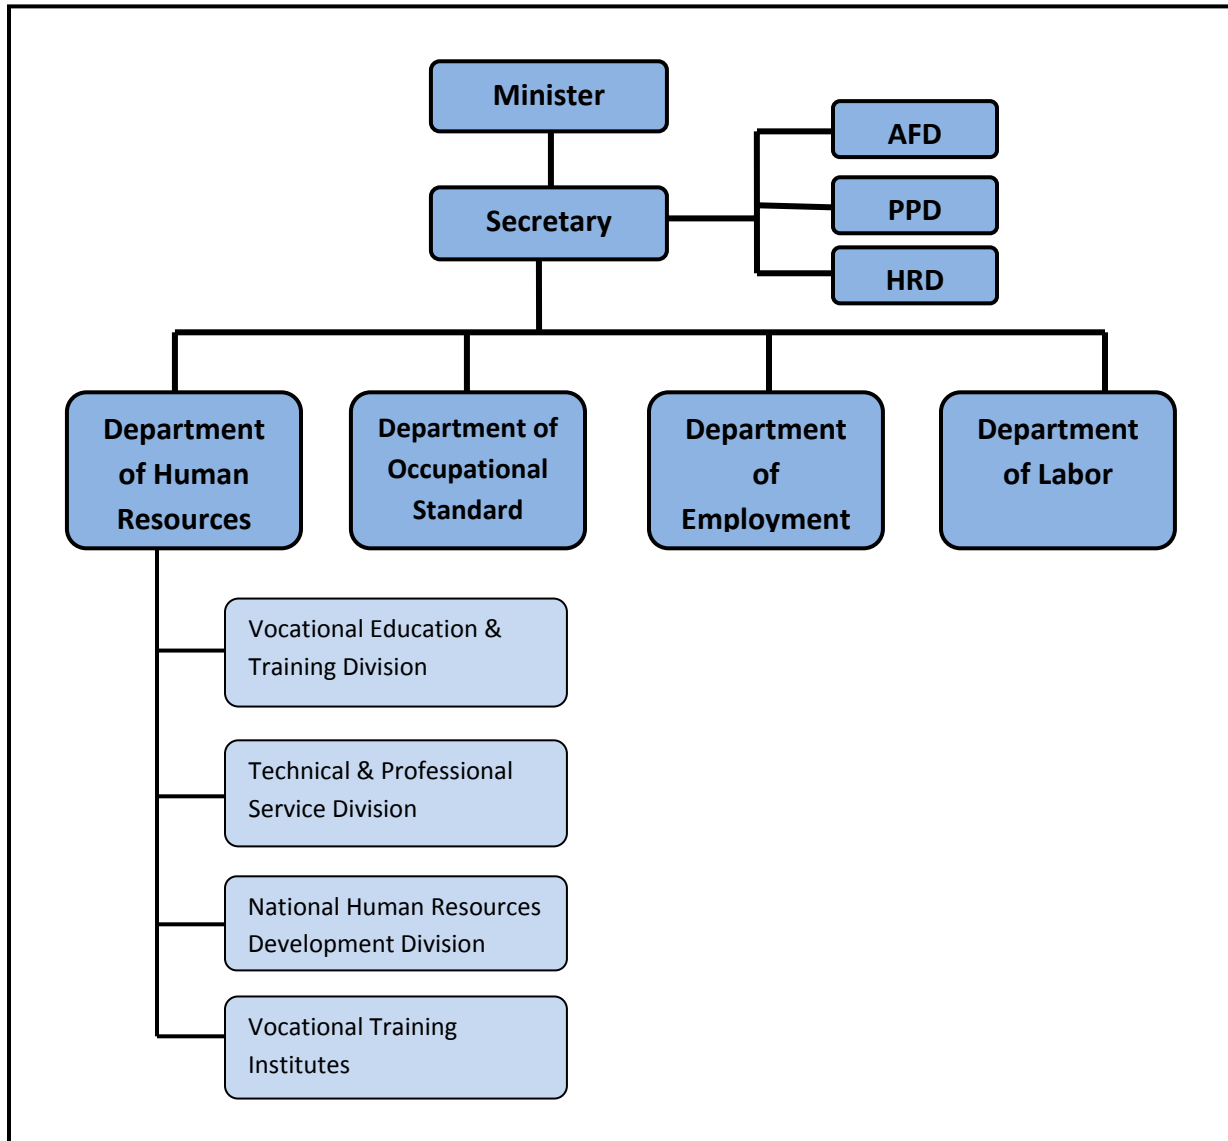 Minister
AFD
PPD
Secretary
HRD
Department
of Human
Resources
Department of
Occupational
Standard
Department
of
Employment
Department
of Labor
Vocational Education &
Training Division
Technical & Professional
Service Division
National Human Resources
Development Division
Vocational Training
Institutes